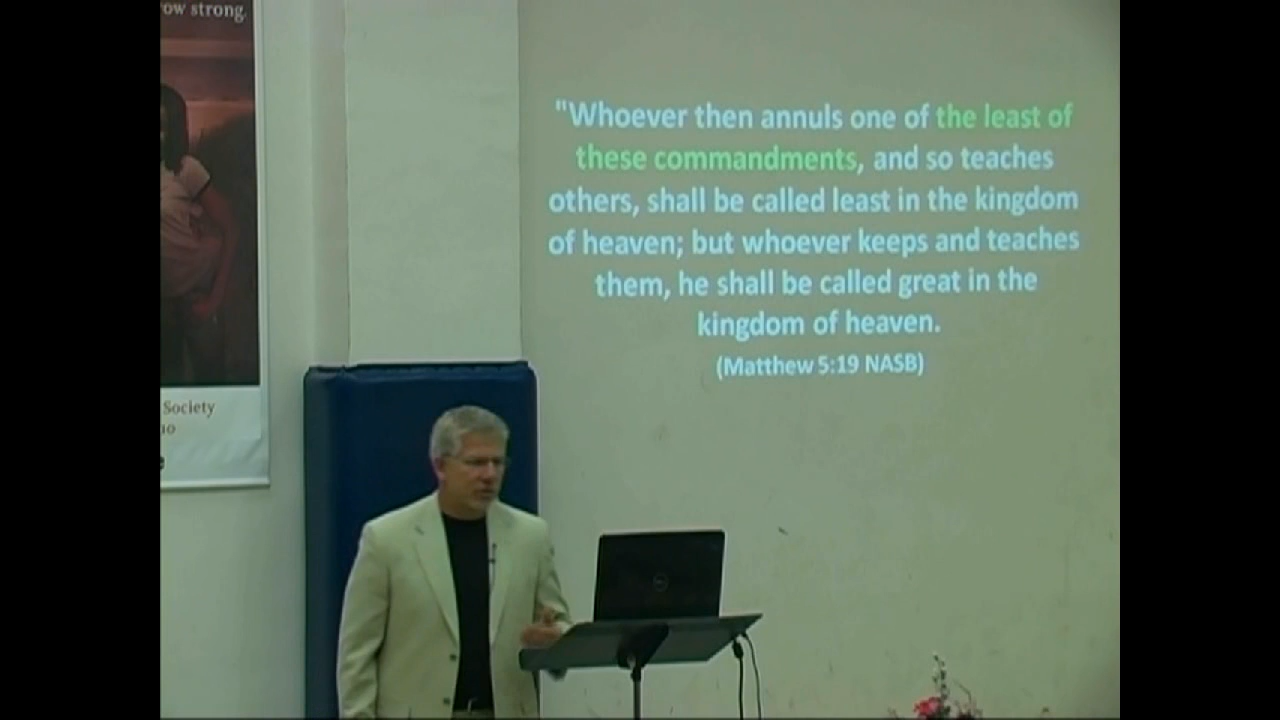 ow strong.
"Whoever then annuls one of the least of
these commandments, and so teaches
others, shall be called least in the kingdom
of heaven; but whoever keeps and teaches
them, he shall be called great in the
kingdom of heaven.
(Matthew 5:19 NASB)
Society